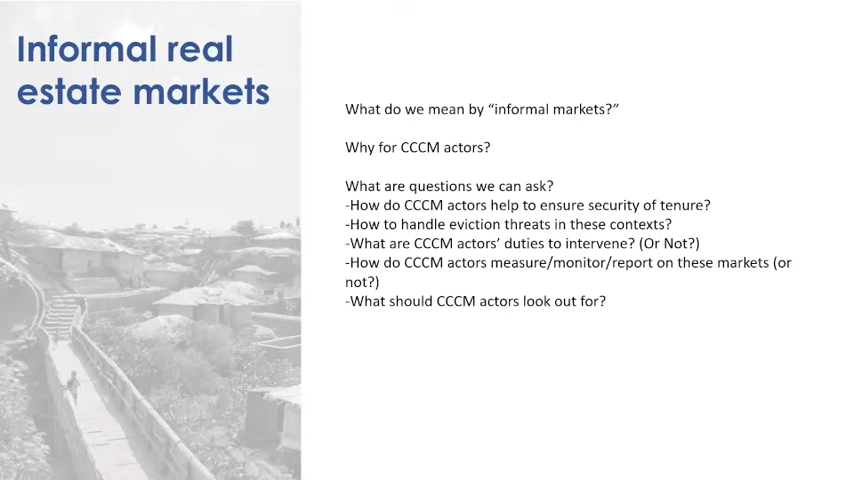 Informal real
estate markets
What do we mean by “informal markets?”
Why for CCCM actors?
What are questions we can ask?
-How do CCCM actors help to ensure security of tenure?
-How to handle eviction threats in these contexts?
-What are CCCM actors’ duties to intervene? (Or Not?)
-How do CCCM actors measure/monitor/report on these markets (or
not?)
-What should CCCM actors look out for?